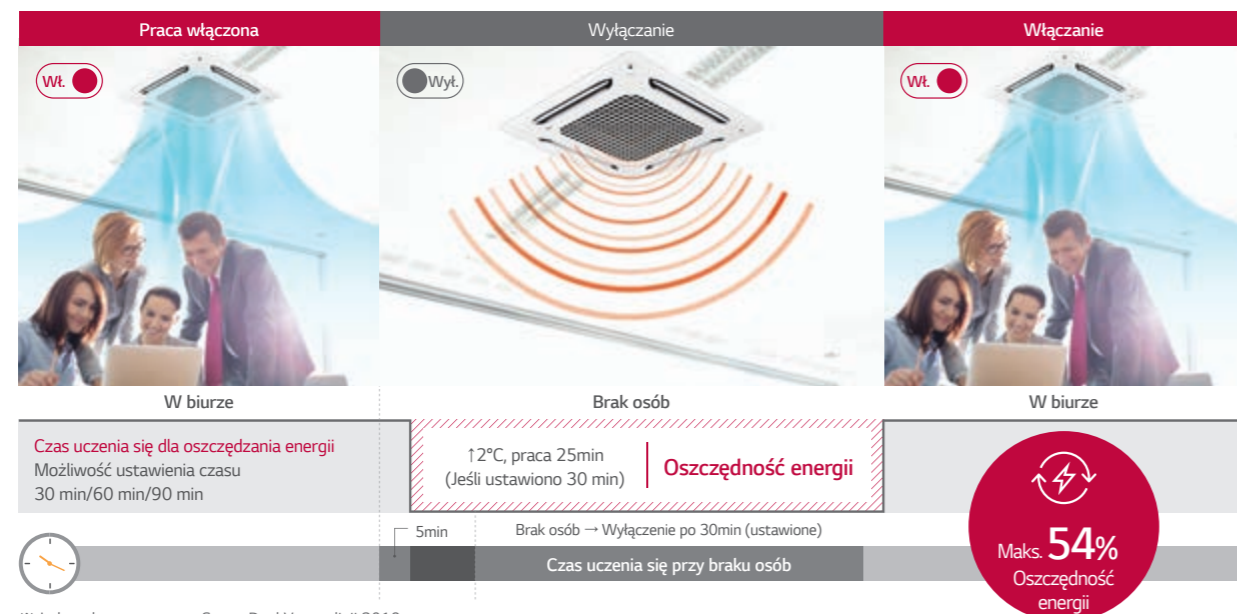 Praca włączona
Wyłączanie
Włączanie
Wł.
Wył.
Wł.
W biurze
Brak osób
W biurze
Czas uczenia się dla oszczędzania energii
Możliwość ustawienia czasu
30 min/60 min/90 min
↑2°C, praca 25min
(Jeśli ustawiono 30 min)
Oszczędność energii
5min
Brak osób → Wyłączenie po 30min (ustawione)
Czas uczenia się przy braku osób
Maks. 54%
Oszczędność
energii